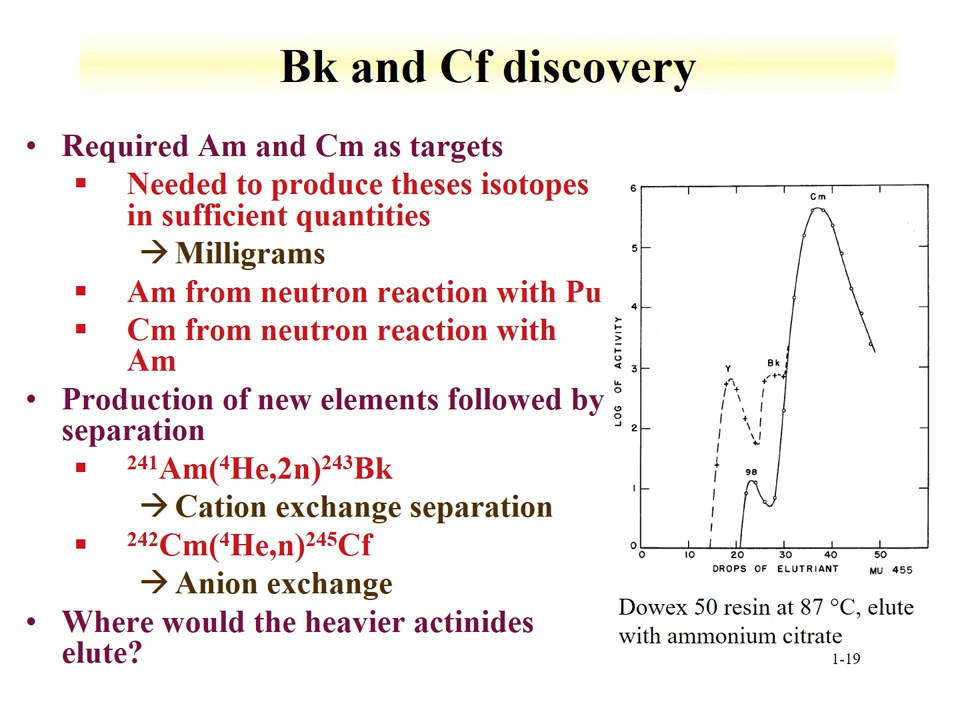 Bk and Cf discovery
• Required Am and Cm as targets
▪ Needed to produce theses isotopes
in sufficient quantities
→ Milligrams
▪ Am from neutron reaction with Pu
▪ Cm from neutron reaction with
Am
• Production of new elements followed by
separation
▪ ²⁴¹Am(⁴He,2n)²⁴³Bk
→ Cation exchange separation
▪ ²⁴²Cm(⁴He,n)²⁴⁵Cf
→ Anion exchange
• Where would the heavier actinides
elute?
6
5
4
3
2
1
0
LOG OF ACTIVITY
Cm
Bk
Y
98
0 10 20 30 40 50
DROPS OF ELUTRIANT MU 455
Dowex 50 resin at 87 °C, elute
with ammonium citrate
1-19